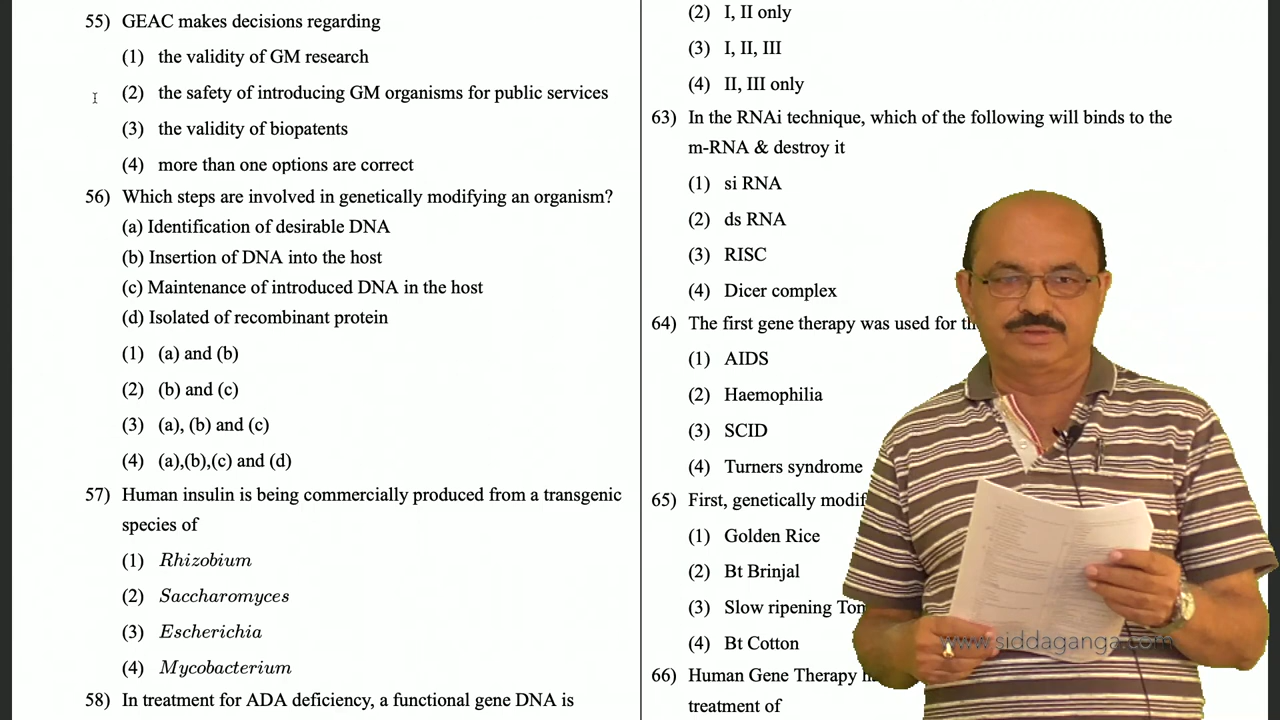 55) GEAC makes decisions regarding
(1) the validity of GM research
(2) the safety of introducing GM organisms for public services
(3) the validity of biopatents
(4) more than one options are correct
56) Which steps are involved in genetically modifying an organism?
(a) Identification of desirable DNA
(b) Insertion of DNA into the host
(c) Maintenance of introduced DNA in the host
(d) Isolated of recombinant protein
(1) (a) and (b)
(2) (b) and (c)
(3) (a), (b) and (c)
(4) (a),(b),(c) and (d)
57) Human insulin is being commercially produced from a transgenic
species of
(1) Rhizobium
(2) Saccharomyces
(3) Escherichia
(4) Mycobacterium
58) In treatment for ADA deficiency, a functional gene DNA is
(2) I, II only
(3) I, II, III
(4) II, III only
63) In the RNAi technique, which of the following will binds to the
m-RNA & destroy it
(1) si RNA
(2) ds RNA
(3) RISC
(4) Dicer complex
64) The first gene therapy was used for
(1) AIDS
(2) Haemophilia
(3) SCID
(4) Turners syndrome
65) First, genetically
(1) Golden Rice
(2) Bt Brinjal
(3) Slow ripening
(4) Bt Cotton
66) Human Gene Therapy
treatment of
www.siddaganga.com